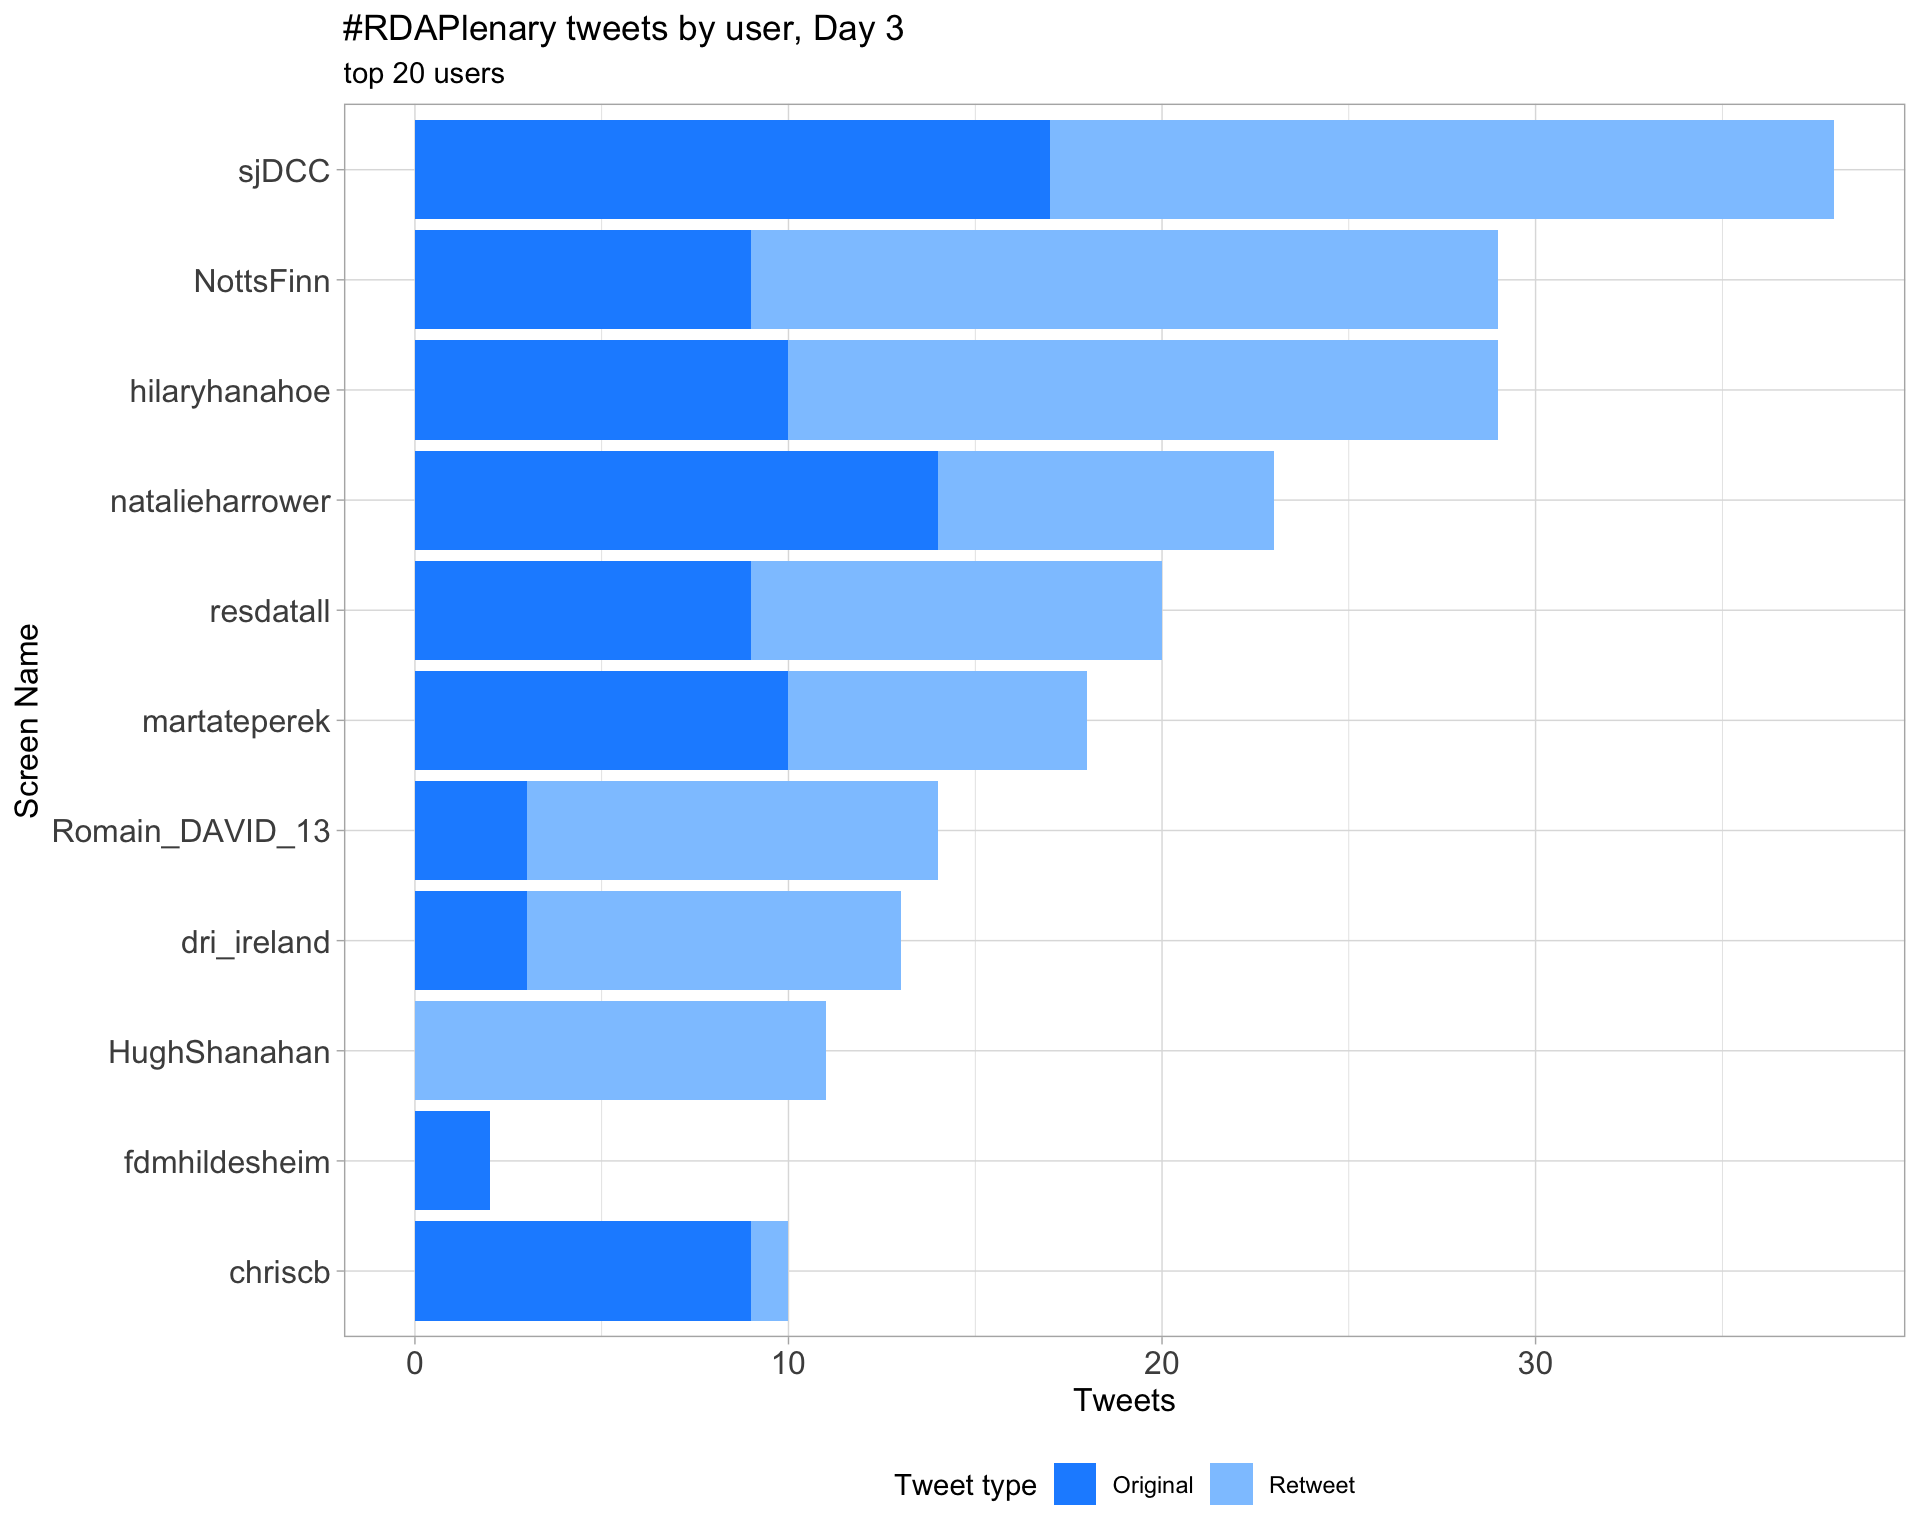 #RDAPlenary tweets by user, Day 3
top 20 users
Screen Name
sjDCC
NottsFinn
hilaryhanahoe
natalieharrower
resdatall
martateperek
Romain_DAVID_13
dri_ireland
HughShanahan
fdmhildesheim
chriscb
0 10 20 30
Tweets
Tweet type Original Retweet